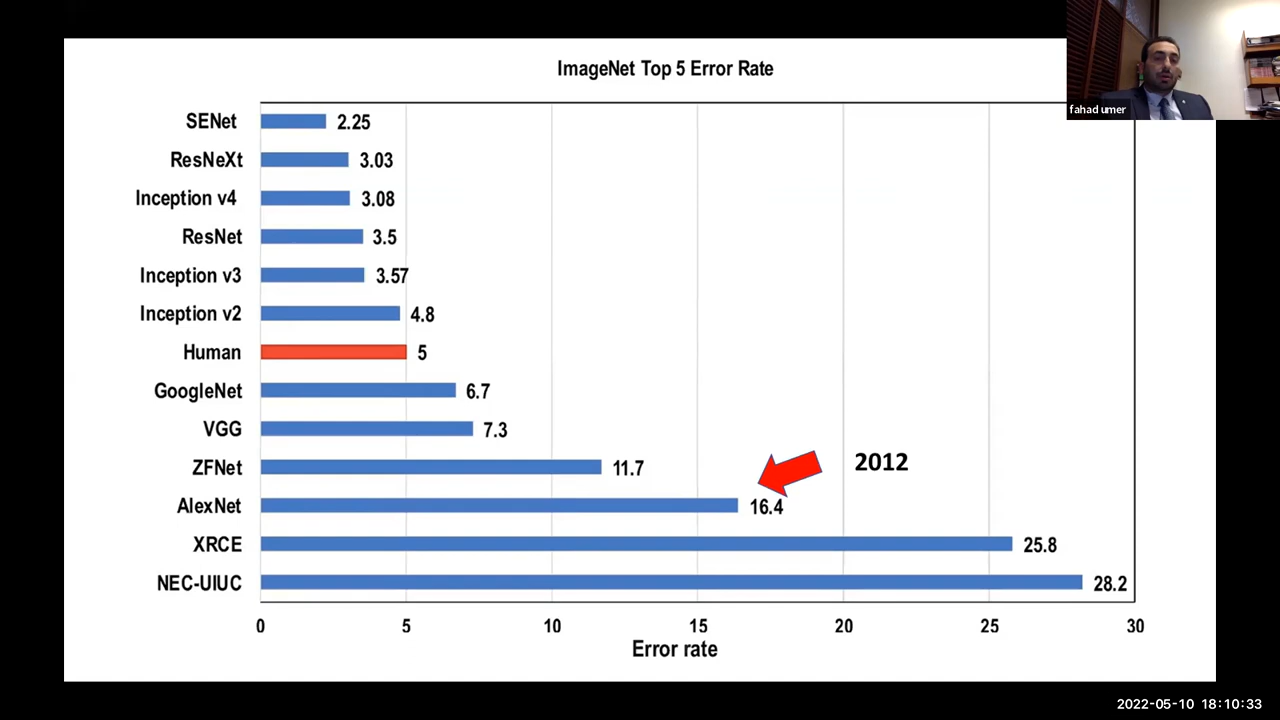 ImageNet Top 5 Error Rate
fahad umer
SENet 2.25
ResNeXt 3.03
Inception v4 3.08
ResNet 3.5
Inception v3 3.57
Inception v2 4.8
Human 5
GoogleNet 6.7
VGG 7.3
ZFNet 11.7
2012
AlexNet 16.4
XRCE 25.8
NEC-UIUC 28.2
0 5 10 15 20 25 30
Error rate
2022-05-10 18:10:33